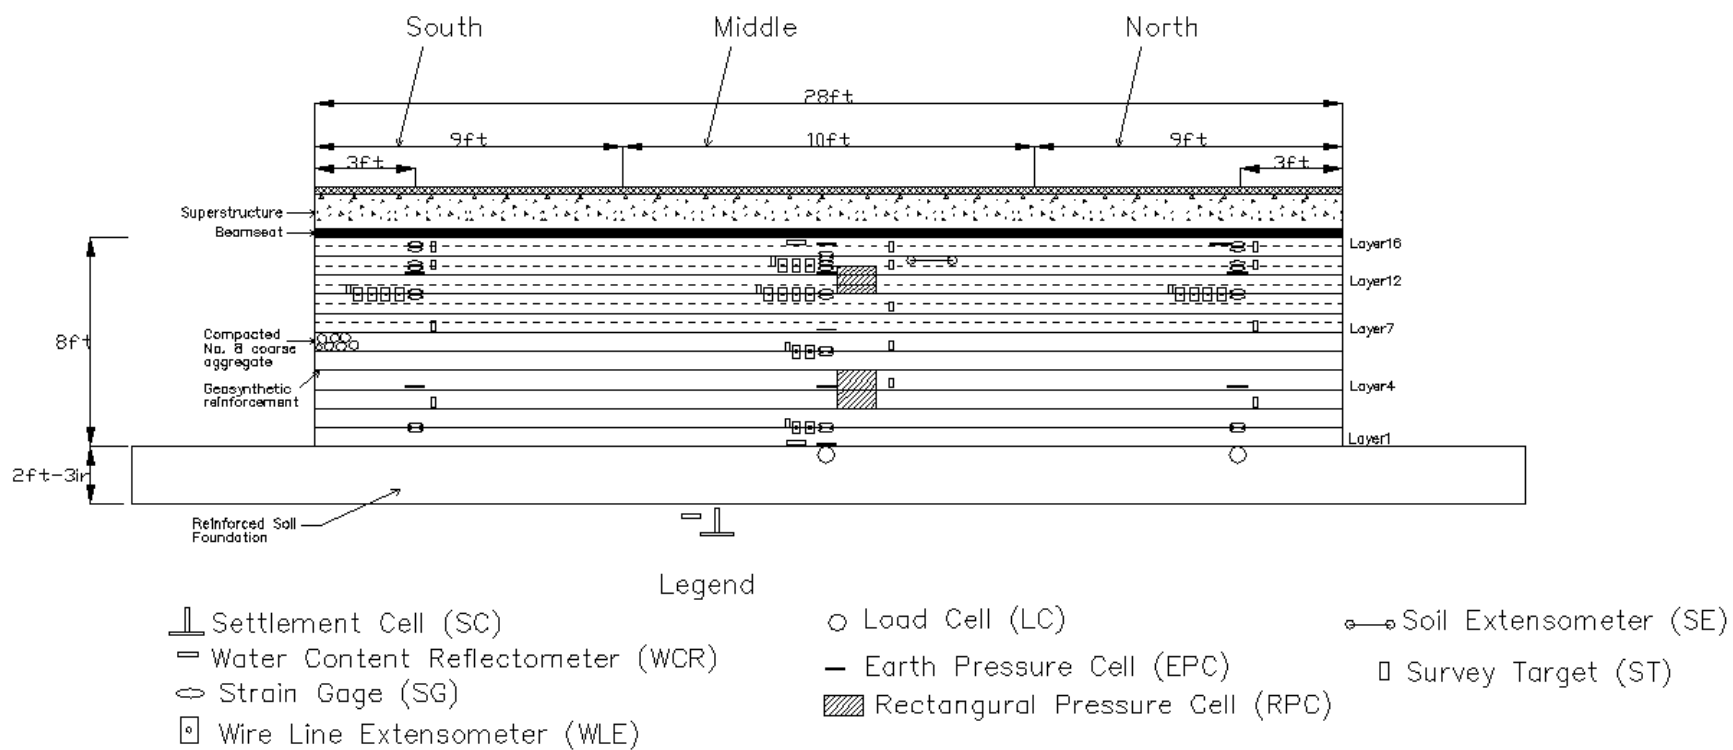 South Middle North
28ft
9ft 10ft 9ft
3ft 3ft
Superstructure
Beamseat
Layer16
Layer12
Layer7
Compacted
No. 8 coarse
aggregate
8ft
Geosynthetic
reinforcement
Layer4
Layer1
2ft-3in
Reinforced Soil
Foundation
Legend
Settlement Cell (SC)
Water Content Reflectometer (WCR)
Strain Gage (SG)
Wire Line Extensometer (WLE)
Load Cell (LC)
Earth Pressure Cell (EPC)
Rectangural Pressure Cell (RPC)
Soil Extensometer (SE)
Survey Target (ST)